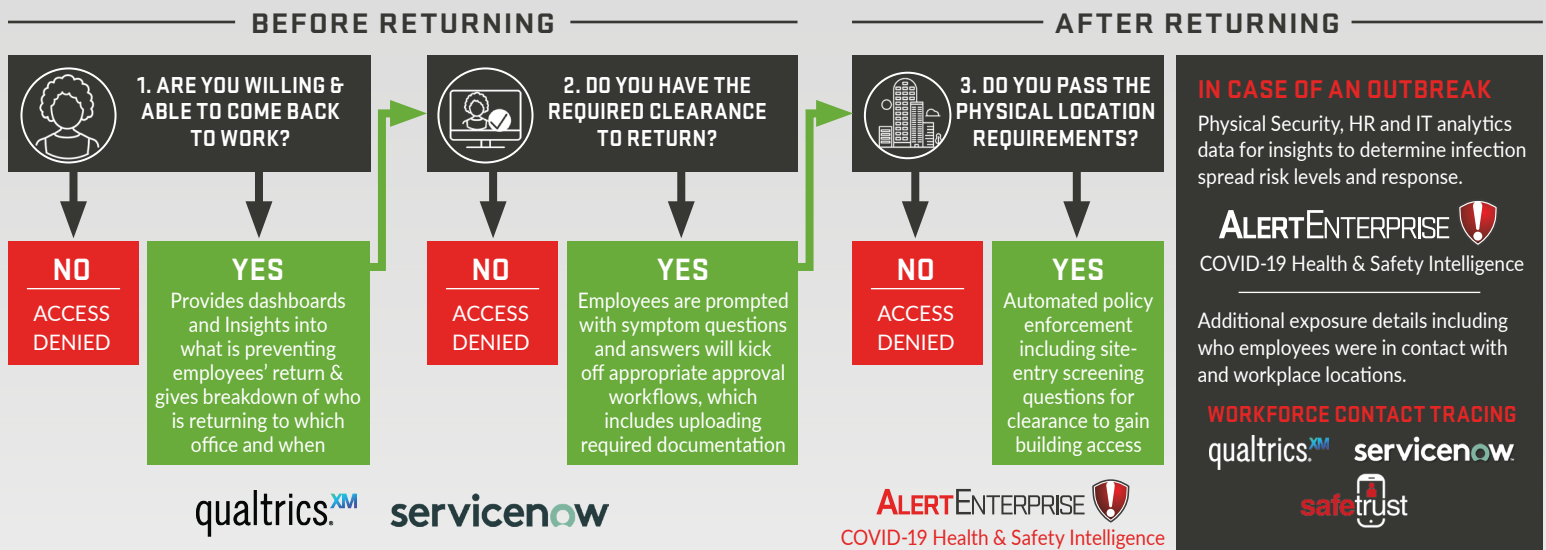 BEFORE RETURNING
1. ARE YOU WILLING &
ABLE TO COME BACK
TO WORK?
NO
ACCESS
DENIED
YES
Provides dashboards
and Insights into
what is preventing
employees' return &
gives breakdown of who
is returning to which
office and when
2. DO YOU HAVE THE
REQUIRED CLEARANCE
TO RETURN?
NO
ACCESS
DENIED
YES
Employees are prompted
with symptom questions
and answers will kick
off appropriate approval
workflows, which
includes uploading
required documentation
qualtrics.XM
servicenow
AFTER RETURNING
3. DO YOU PASS THE
PHYSICAL LOCATION
REQUIREMENTS?
NO
ACCESS
DENIED
YES
Automated policy
enforcement
including site-
entry screening
questions for
clearance to gain
building access
ALERTENTERPRISE
COVID-19 Health & Safety Intelligence
IN CASE OF AN OUTBREAK
Physical Security, HR and IT analytics
data for insights to determine infection
spread risk levels and response.
ALERTENTERPRISE
COVID-19 Health & Safety Intelligence
Additional exposure details including
who employees were in contact with
and workplace locations.
WORKFORCE CONTACT TRACING
qualtrics.XM servicenow
safetrust